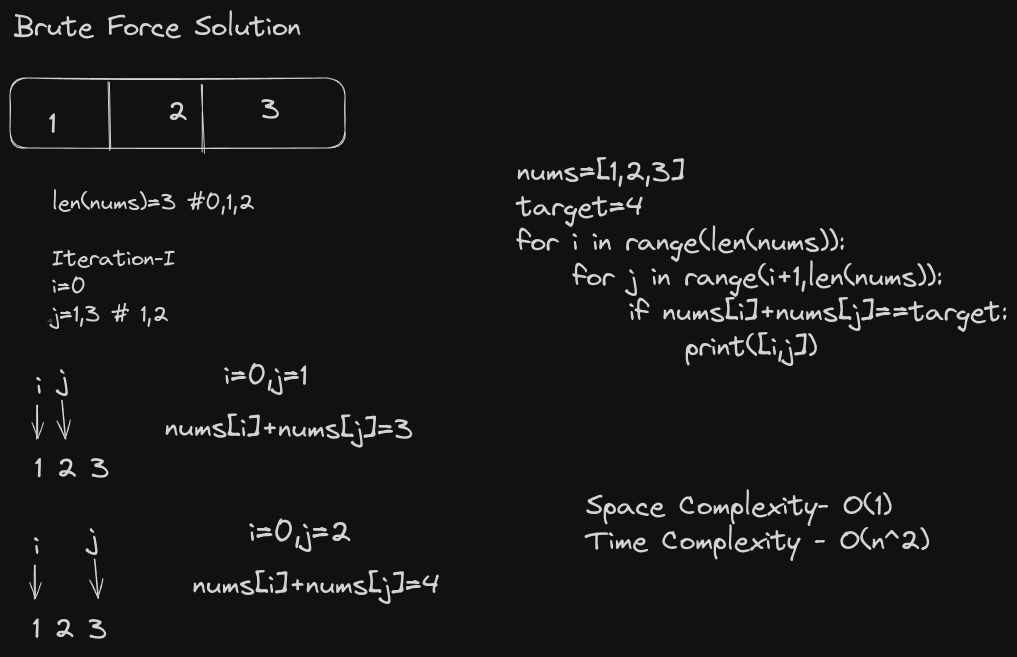 Brute Force Solution
1 2 3
len(nums)=3 #0,1,2
Iteration-I
i=0
j=1,3 # 1,2
i j
i=0,j=1
nums[i]+nums[j]=3
1 2 3
i j
i=0,j=2
nums[i]+nums[j]=4
1 2 3
nums=[1,2,3]
target=4
for i in range(len(nums)):
for j in range(i+1,len(nums)):
if nums[i]+nums[j]==target:
print([i,j])
Space Complexity- O(1)
Time Complexity - O(n^2)